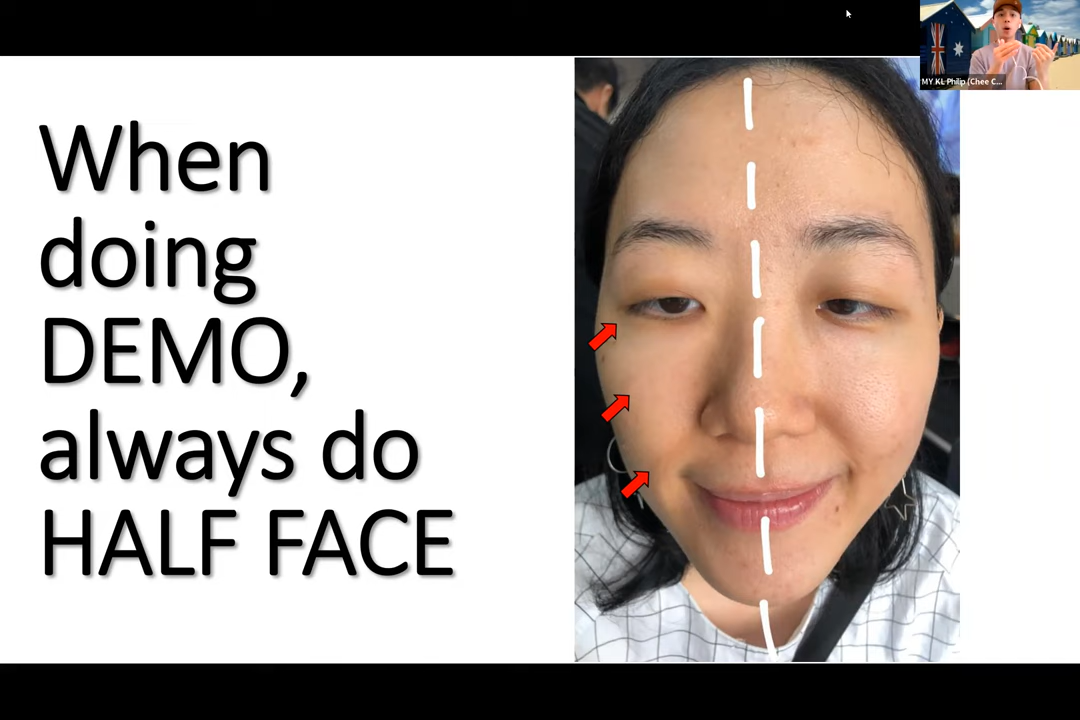 When
doing
DEMO,
always do
HALF FACE
MY KL Philip (Chee C...